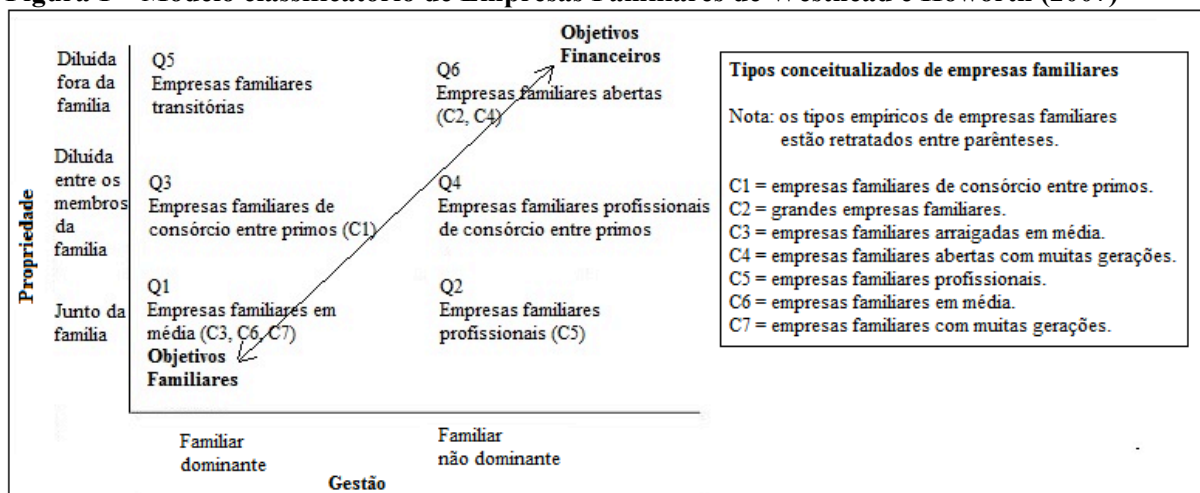 Figura 1 – Modelo classificatório de Empresas Familiares de Westhead e Howorth (2007)
Objetivos
Financeiros
Diluída
fora da
família
Q5
Empresas familiares
transitórias
Q6
Empresas familiares abertas
(C2, C4)
Diluída
entre os
membros
da
família
Q3
Empresas familiares de
consórcio entre primos (C1)
Q4
Empresas familiares profissionais
de consórcio entre primos
Propriedade
Junto da
família
Q1
Empresas familiares em
média (C3, C6, C7)
Objetivos
Familiares
Q2
Empresas familiares
profissionais (C5)
Familiar
dominante
Familiar
não dominante
Gestão
Tipos conceitualizados de empresas familiares
Nota: os tipos empíricos de empresas familiares
estão retratados entre parênteses.
C1 = empresas familiares de consórcio entre primos.
C2 = grandes empresas familiares.
C3 = empresas familiares arraigadas em média.
C4 = empresas familiares abertas com muitas gerações.
C5 = empresas familiares profissionais.
C6 = empresas familiares em média.
C7 = empresas familiares com muitas gerações.